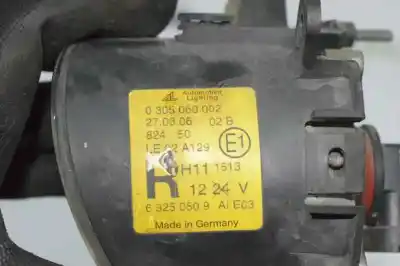 Automotive
Lighting
0 305 060 002
27.03.06 02 B
824 50
LE 02 A129
E1
R H11 1513
12 24 V
6 325 050 9 AI E03
Made in Germany